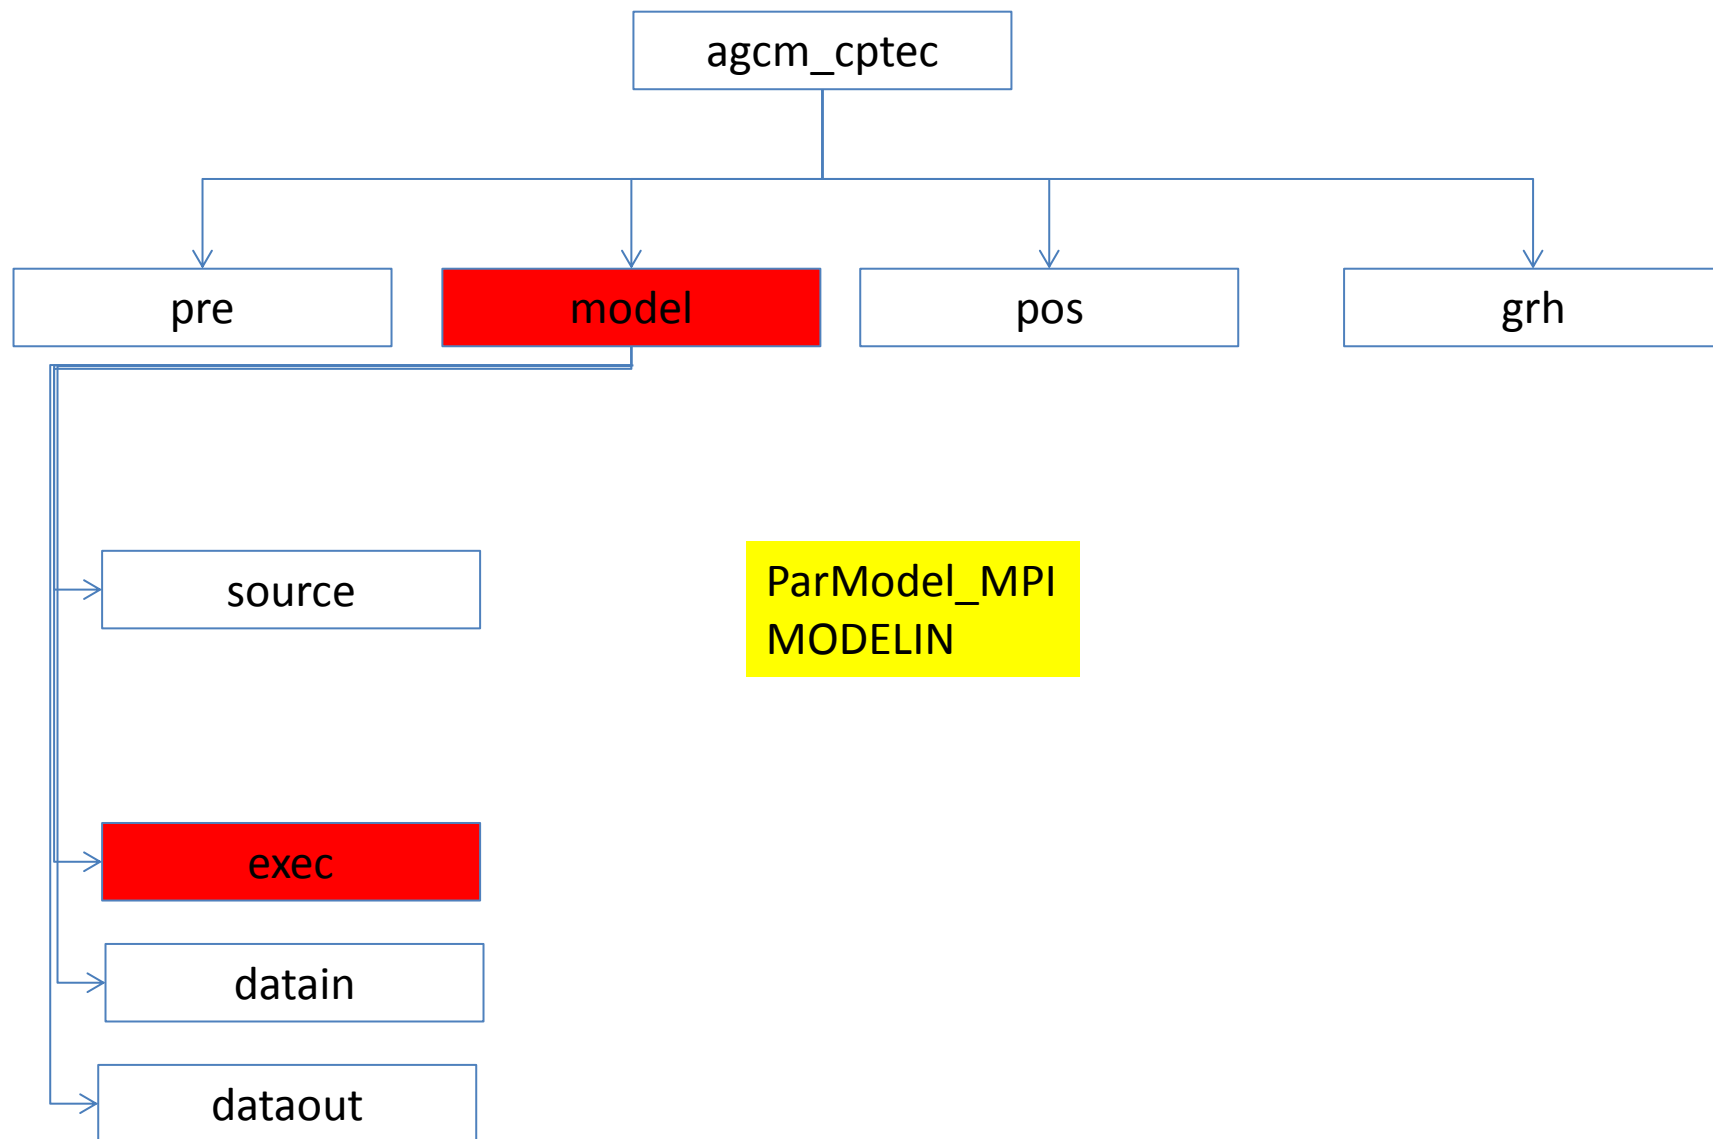 agcm_cptec
pre
model
pos
grh
source
ParModel_MPI
MODELIN
exec
datain
dataout